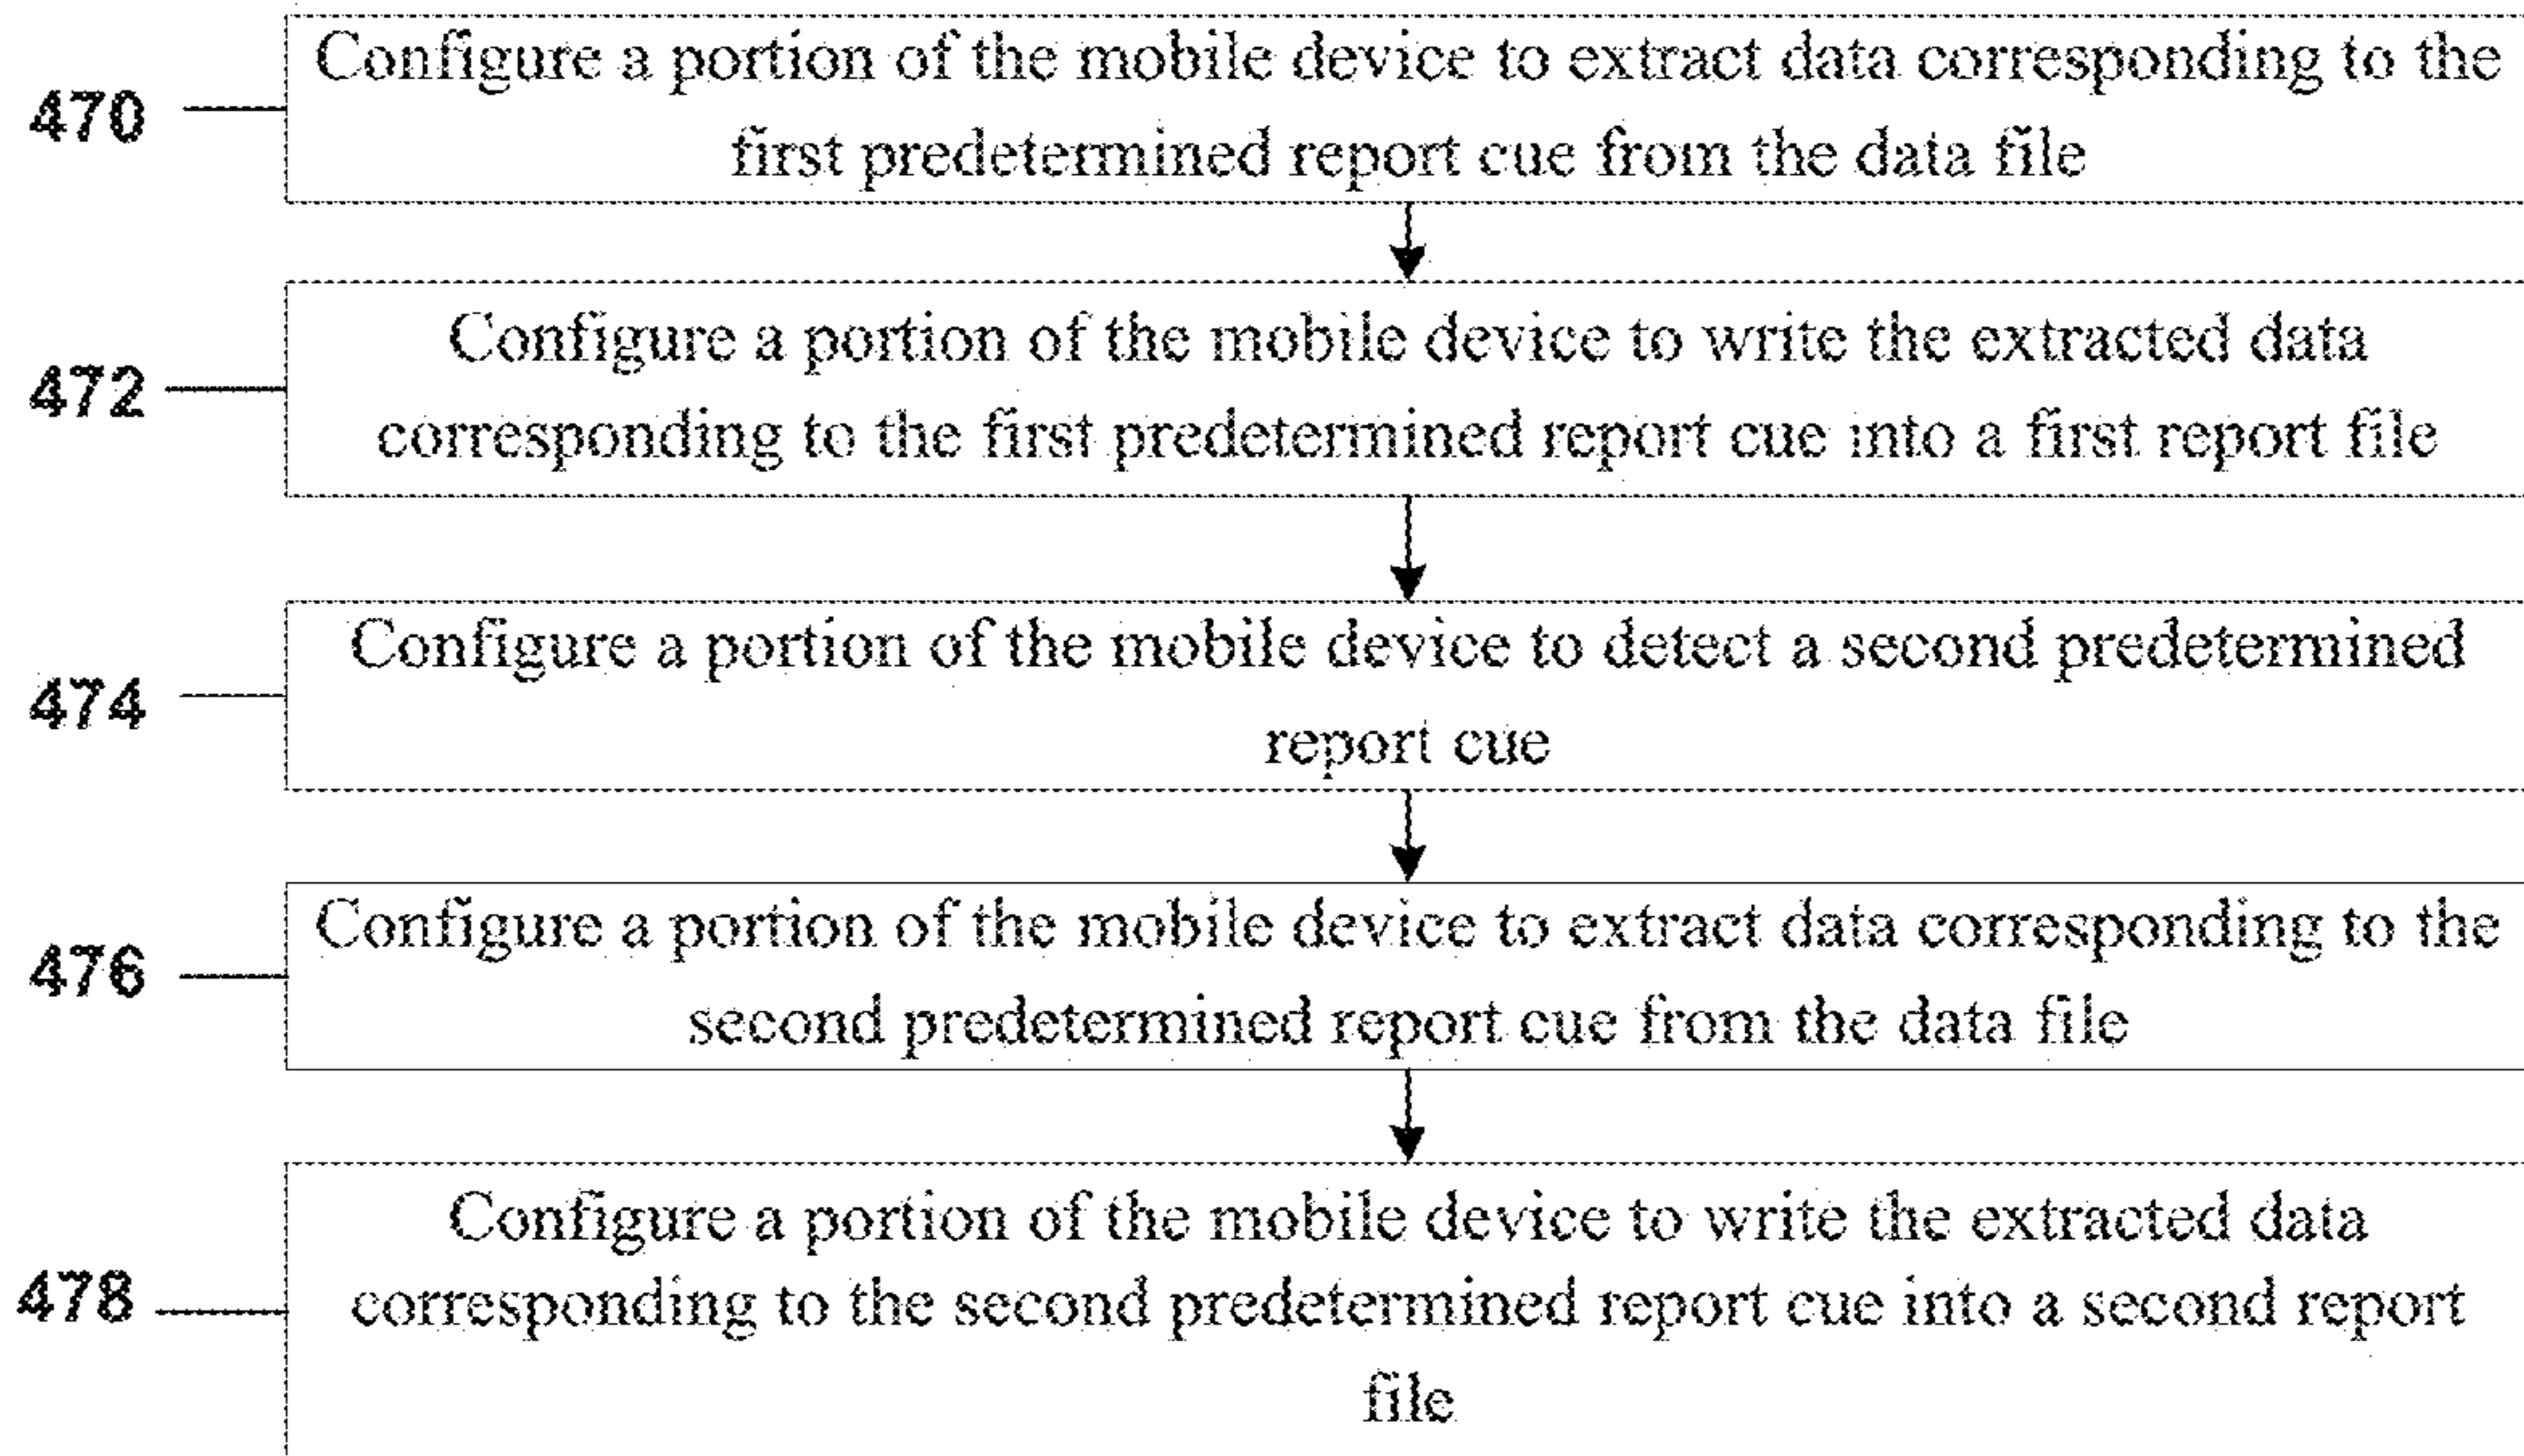 470
Configure a portion of the mobile device to extract data corresponding to the
first predetermined report cue from the data file
472
Configure a portion of the mobile device to write the extracted data
corresponding to the first predetermined report cue into a first report file
474
Configure a portion of the mobile device to detect a second predetermined
report cue
476
Configure a portion of the mobile device to extract data corresponding to the
second predetermined report cue from the data file
478
Configure a portion of the mobile device to write the extracted data
corresponding to the second predetermined report cue into a second report
file